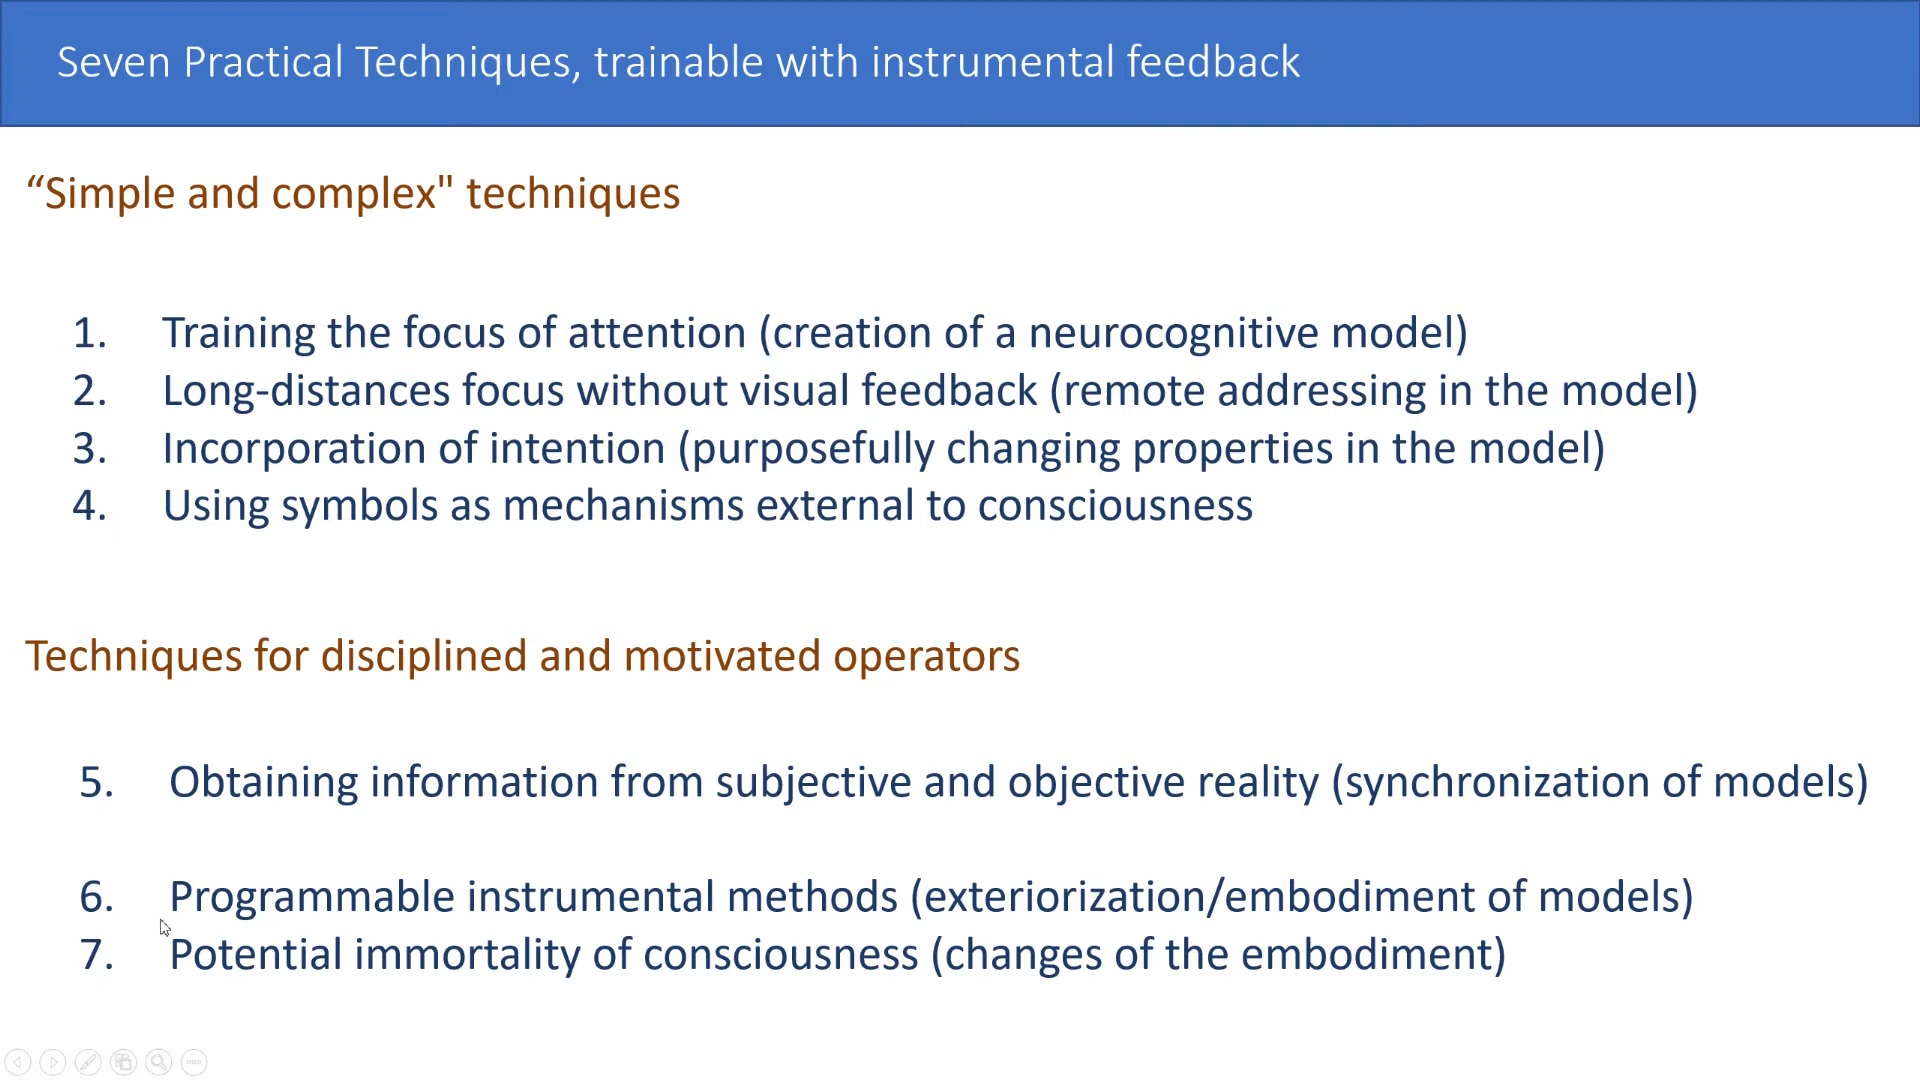 Seven Practical Techniques, trainable with instrumental feedback
“Simple and complex" techniques
1. Training the focus of attention (creation of a neurocognitive model)
2. Long-distances focus without visual feedback (remote addressing in the model)
3. Incorporation of intention (purposefully changing properties in the model)
4. Using symbols as mechanisms external to consciousness
Techniques for disciplined and motivated operators
5. Obtaining information from subjective and objective reality (synchronization of models)
6. Programmable instrumental methods (exteriorization/embodiment of models)
7. Potential immortality of consciousness (changes of the embodiment)